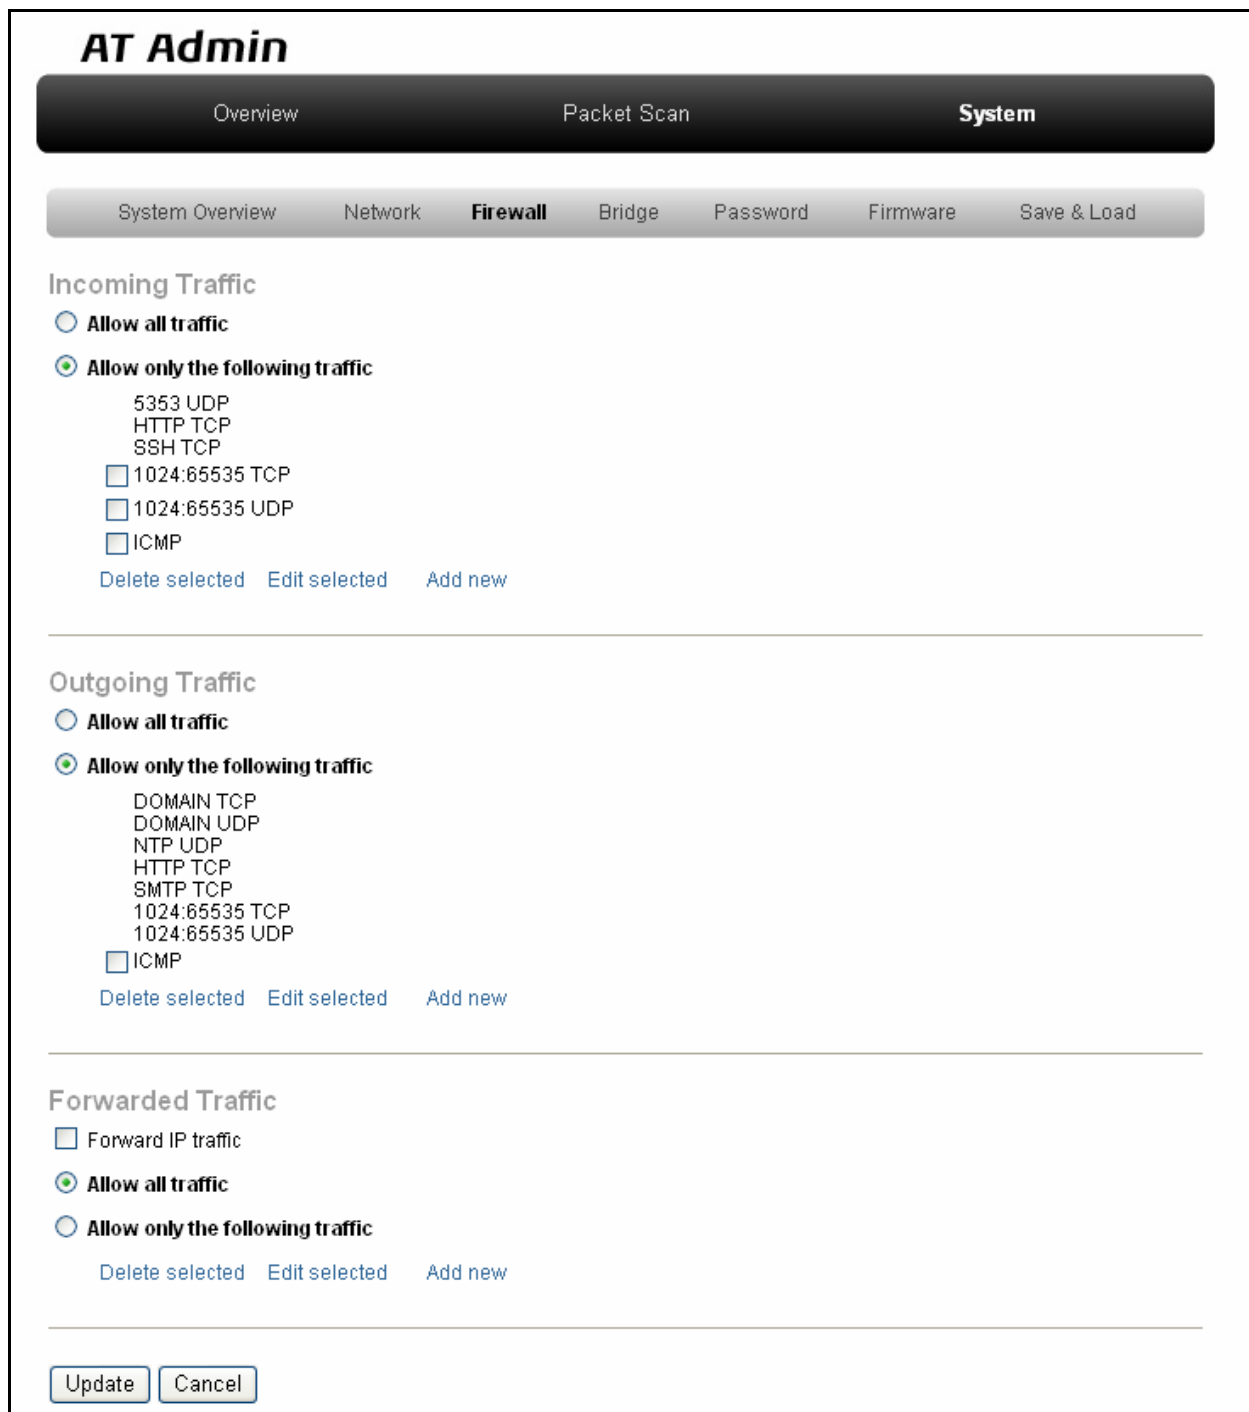 AT Admin
Overview Packet Scan System
System Overview Network Firewall Bridge Password Firmware Save & Load
Incoming Traffic
Allow all traffic
Allow only the following traffic
5353 UDP
HTTP TCP
SSH TCP
1024:65535 TCP
1024:65535 UDP
ICMP
Delete selected Edit selected Add new
Outgoing Traffic
Allow all traffic
Allow only the following traffic
DOMAIN TCP
DOMAIN UDP
NTP UDP
HTTP TCP
SMTP TCP
1024:65535 TCP
1024:65535 UDP
ICMP
Delete selected Edit selected Add new
Forwarded Traffic
Forward IP traffic
Allow all traffic
Allow only the following traffic
Delete selected Edit selected Add new
Update Cancel